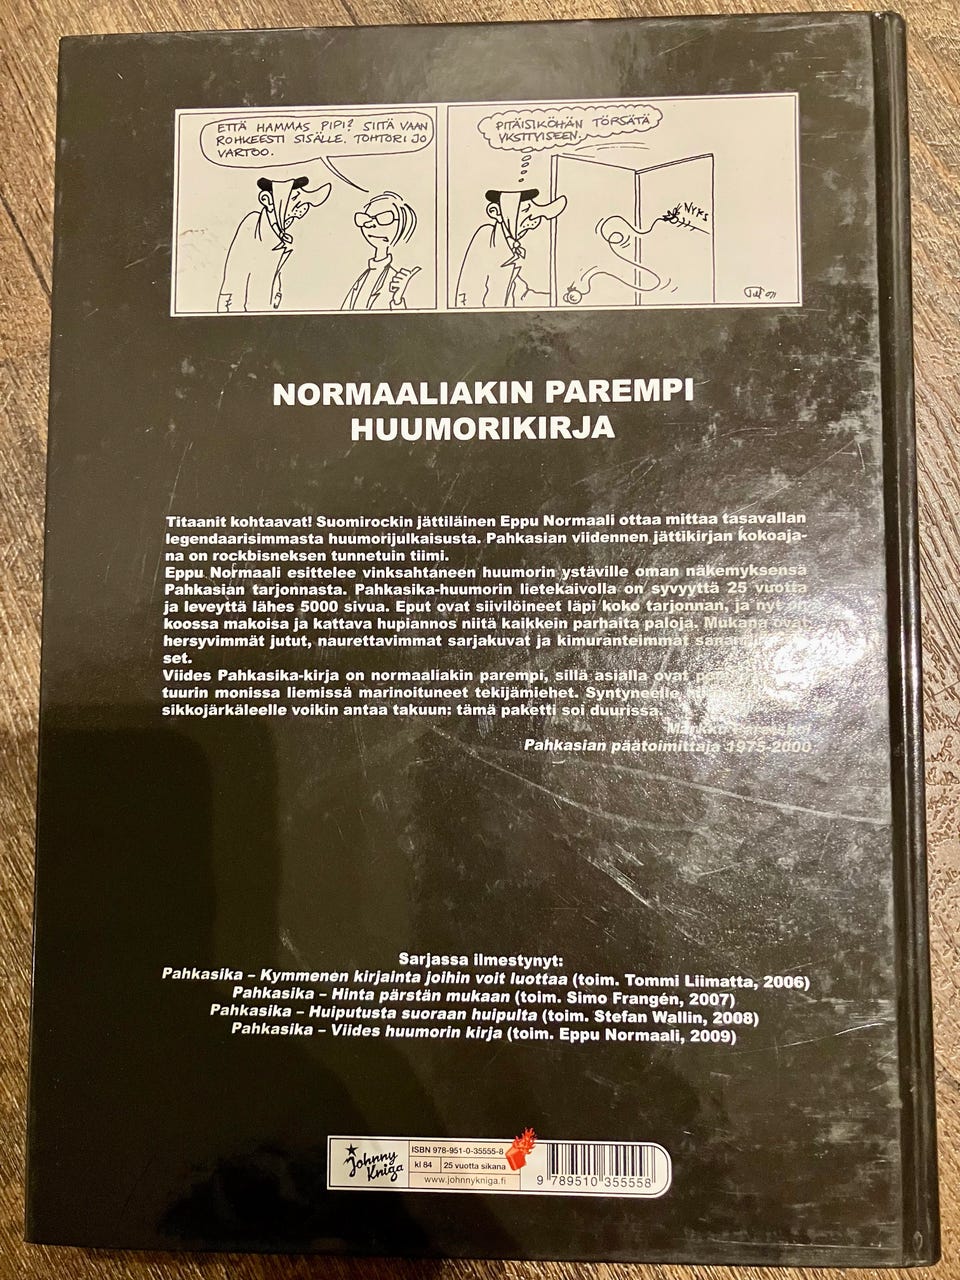 ETTÄ HAMMAS PIPI? SIITÄ VAAN
ROHKEESTI SISÄLLE. TOHTORI JO
VARTOO.
PITÄISIKÖHÄN TÖRSÄTÄ
YKSITYISEEN.
NYKS
NORMAALIAKIN PAREMPI
HUUMORIKIRJA
Titaanit kohtaavat! Suomirockin jättiläinen Eppu Normaali ottaa mittaa tasavallan
legendaarisimmasta huumorijulkaisusta. Pahkasian viidennen jättikirjan kokoaja-
na on rockbisneksen tunnetuin tiimi.
Eppu Normaali esittelee vinksahtaneen huumorin ystäville oman näkemyksensä
Pahkasian tarjonnasta. Pahkasika-huumorin lietekaivolla on syvyyttä 25 vuotta
ja leveyttä lähes 5000 sivua. Eput ovat siivilöineet läpi koko tarjonnan, ja nyt on
koossa makoisa ja kattava hupiannos niitä kaikkein parhaita paloja. Mukana ovat
hersyvimmät jutut, naurettavimmat sarjakuvat ja kimuranteimmat
set.
Viides Pahkasika-kirja on normaaliakin parempi, sillä asialla ovat
tuurin monissa liemissä marinoituneet tekijämiehet. Syntyneelle
sikkojärkäleelle voikin antaa takuun: tämä paketti soi duurissa.
Markku
Pahkasian päätoimittaja 1975-2000
Sarjassa ilmestynyt:
Pahkasika – Kymmenen kirjainta joihin voit luottaa (toim. Tommi Liimatta, 2006)
Pahkasika – Hinta pärstän mukaan (toim. Simo Frangén, 2007)
Pahkasika – Huiputusta suoraan huipulta (toim. Stefan Wallin, 2008)
Pahkasika – Viides huumorin kirja (toim. Eppu Normaali, 2009)
Johnny
Kniga
ISBN 978-951-0-35555-8
kl 84 25 vuotta sikana
www.johnnykniga.fi
9 789510 355558